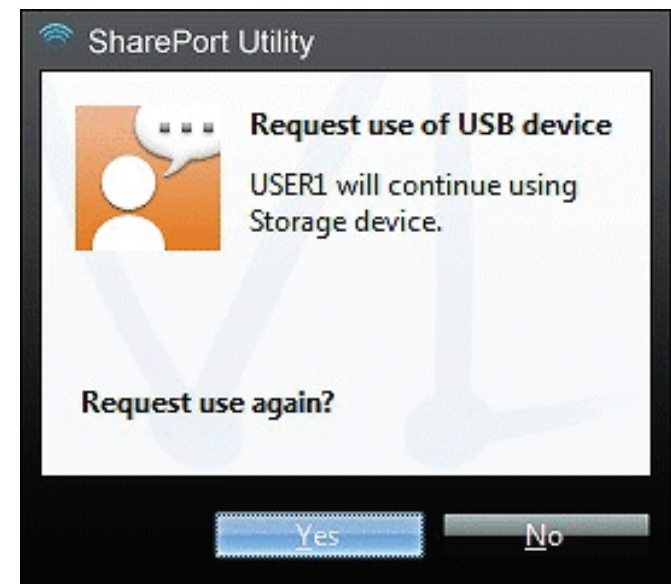 SharePort Utility
Request use of USB device
USER1 will continue using
Storage device.
Request use again?
Yes
No